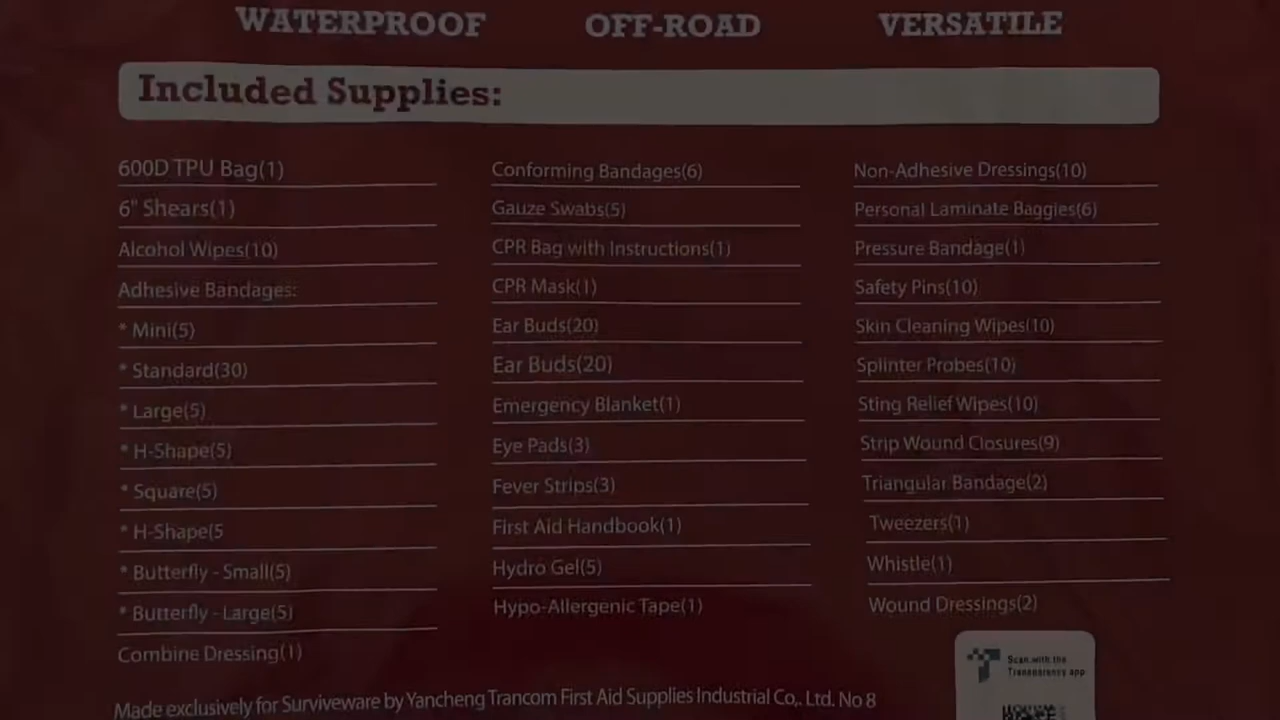 WATERPROOF
OFF-ROAD
VERSATILE
Included Supplies:
600D TPU Bag(1)
6" Shears(1)
Alcohol Wipes(10)
Adhesive Bandages:
* Mini(5)
* Standard(30)
* Large(5)
* H-Shape(5)
* Square(5)
* H-Shape(5
* Butterfly - Small(5)
* Butterfly - Large(5)
Combine Dressing(1)
Conforming Bandages(6)
Gauze Swabs(5)
CPR Bag with Instructions(1)
CPR Mask(1)
Ear Buds(20)
Ear Buds(20)
Emergency Blanket(1)
Eye Pads(3)
Fever Strips(3)
First Aid Handbook(1)
Hydro Gel(5)
Hypo-Allergenic Tape(1)
Non-Adhesive Dressings(10)
Personal Laminate Baggies(6)
Pressure Bandage(1)
Safety Pins(10)
Skin Cleaning Wipes(10)
Splinter Probes(10)
Sting Relief Wipes(10)
Strip Wound Closures(9)
Triangular Bandage(2)
Tweezers(1)
Whistle(1)
Wound Dressings(2)
Scan with the
Transparency app
Made exclusively for Surviveware by Yancheng Trancom First Aid Supplies Industrial Co,. Ltd. No 8